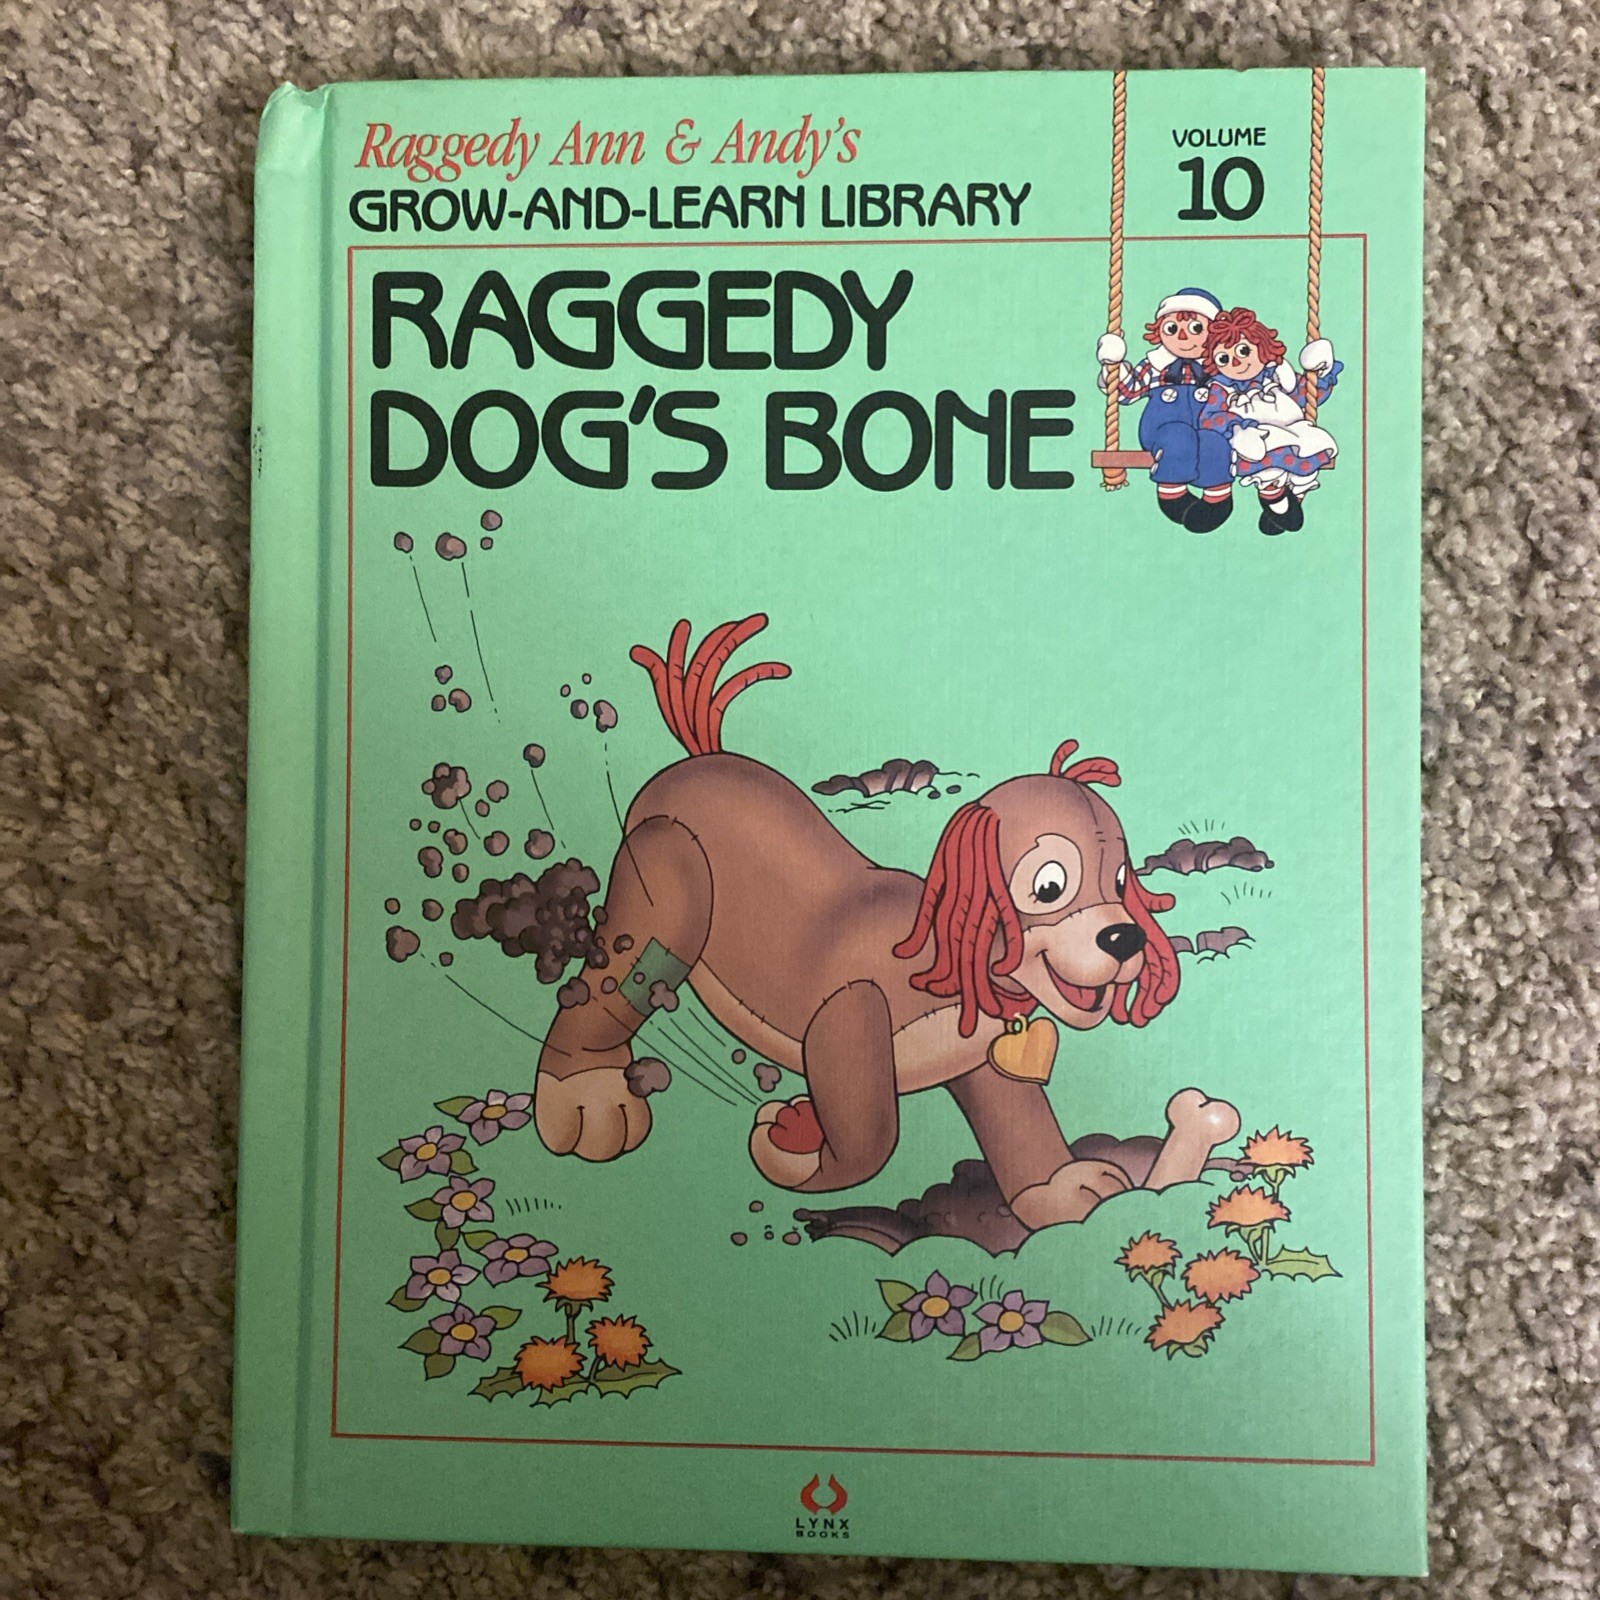 Raggedy Ann & Andy's
GROW-AND-LEARN LIBRARY
VOLUME
10
RAGGEDY
DOG'S BONE
LYNX
BOOKS